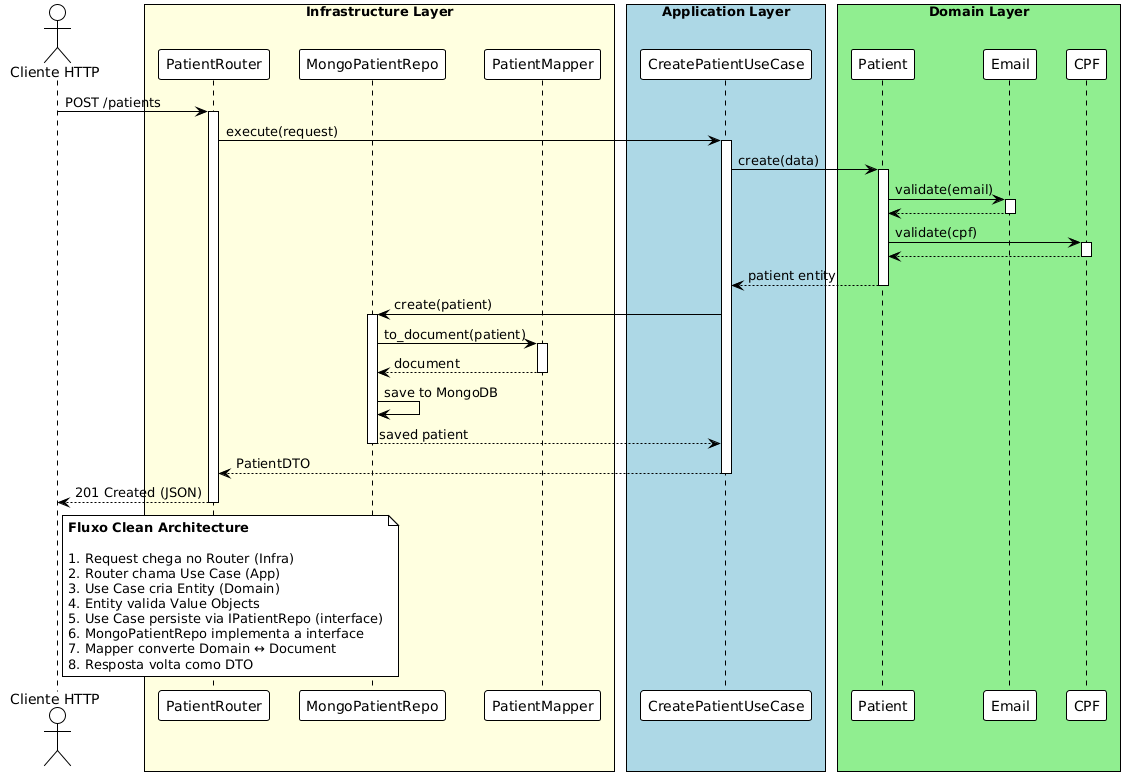 Infrastructure Layer
Application Layer
Domain Layer
Cliente HTTP
PatientRouter
MongoPatientRepo
PatientMapper
CreatePatientUseCase
Patient
Email
CPF
POST /patients
execute(request)
create(data)
validate(email)
validate(cpf)
patient entity
create(patient)
to_document(patient)
document
save to MongoDB
saved patient
PatientDTO
201 Created (JSON)
Fluxo Clean Architecture
1. Request chega no Router (Infra)
2. Router chama Use Case (App)
3. Use Case cria Entity (Domain)
4. Entity valida Value Objects
5. Use Case persiste via IPatientRepo (interface)
6. MongoPatientRepo implementa a interface
7. Mapper converte Domain ↔ Document
8. Resposta volta como DTO
Cliente HTTP
PatientRouter
MongoPatientRepo
PatientMapper
CreatePatientUseCase
Patient
Email
CPF